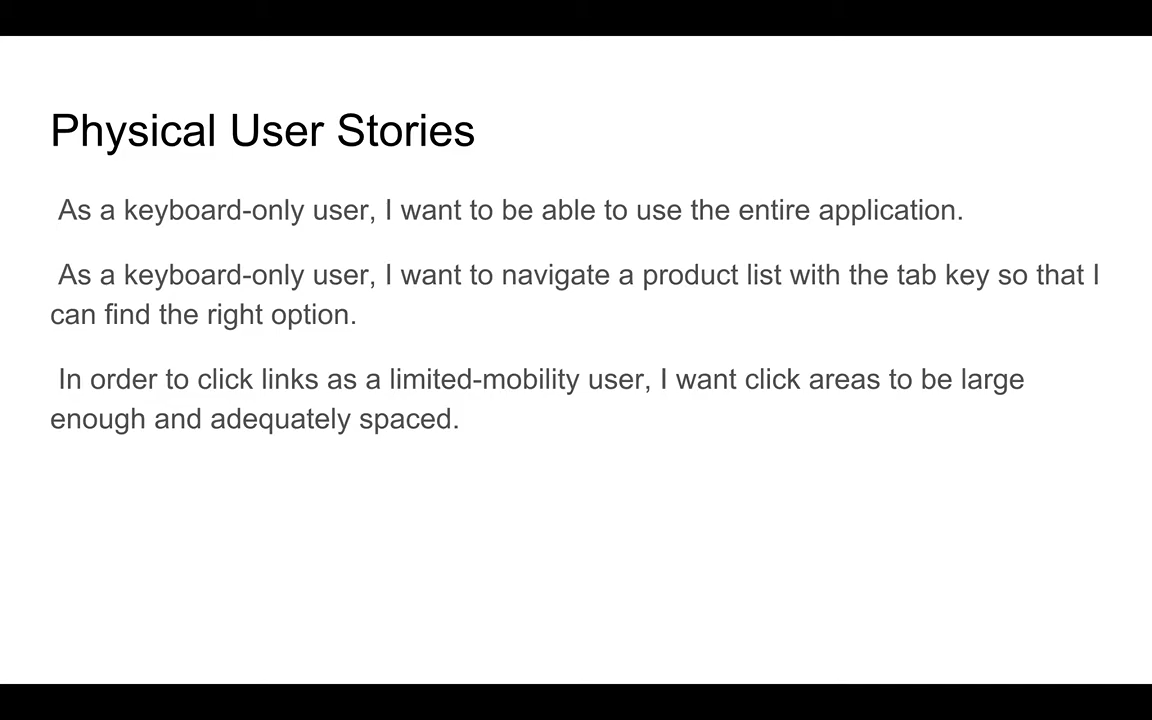 Physical User Stories
As a keyboard-only user, I want to be able to use the entire application.
As a keyboard-only user, I want to navigate a product list with the tab key so that I
can find the right option.
In order to click links as a limited-mobility user, I want click areas to be large
enough and adequately spaced.